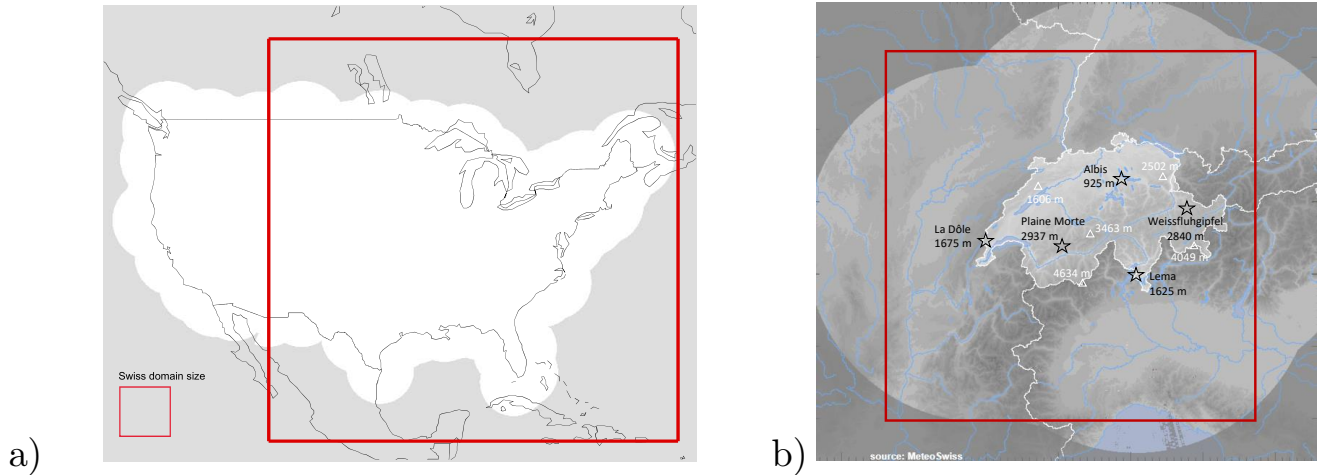 Swiss domain size
a)
Albis
925 m
2502 m
1606 m
Plaine Morte
2937 m
3463 m
Weissfluhgipfel
2840 m
La Dôle
1675 m
4049 m
4634 m
Lema
1625 m
source: MeteoSwiss
b)